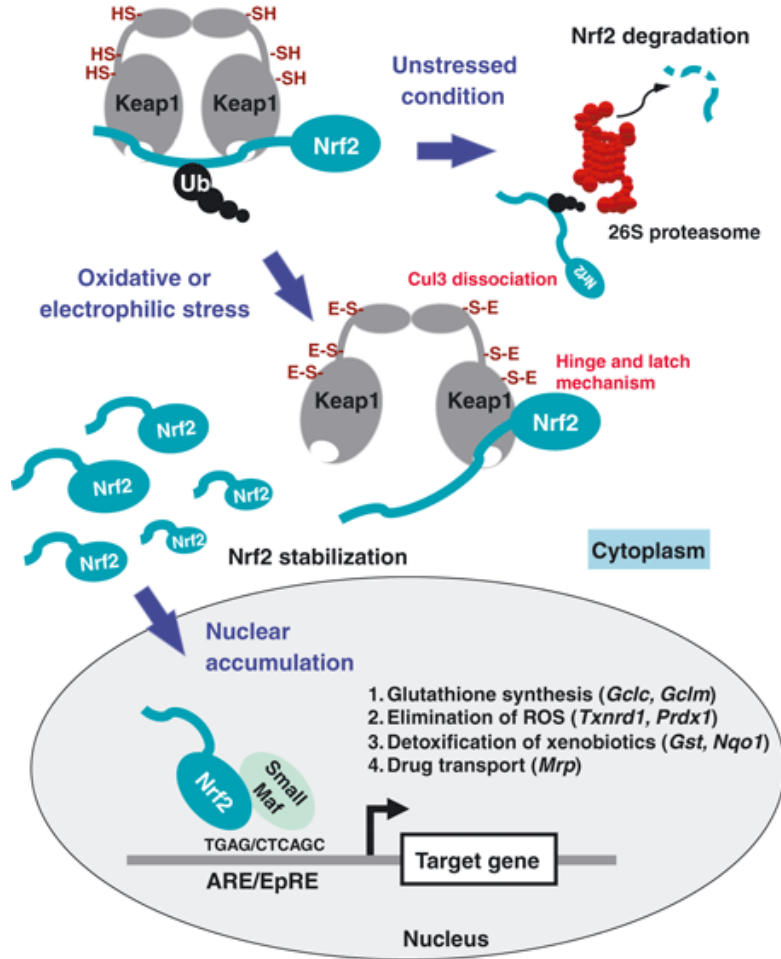 HS-
-SH
HS-
HS-
-SH
-SH
Keap1
Keap1
Nrf2
Ub
Unstressed
condition
Nrf2 degradation
26S proteasome
Nrf2
Oxidative or
electrophilic stress
Cul3 dissociation
E-S-
-S-E
E-S-
E-S-
-S-E
-S-E
Hinge and latch
mechanism
Keap1
Keap1
Nrf2
Nrf2
Nrf2
Nrf2
Nrf2
Nrf2
Nrf2 stabilization
Cytoplasm
Nuclear
accumulation
1. Glutathione synthesis (Gclc, Gclm)
2. Elimination of ROS (Txnrd1, Prdx1)
3. Detoxification of xenobiotics (Gst, Nqo1)
4. Drug transport (Mrp)
Nrf2
Small
Maf
TGAG/CTCAGC
ARE/EpRE
Target gene
Nucleus